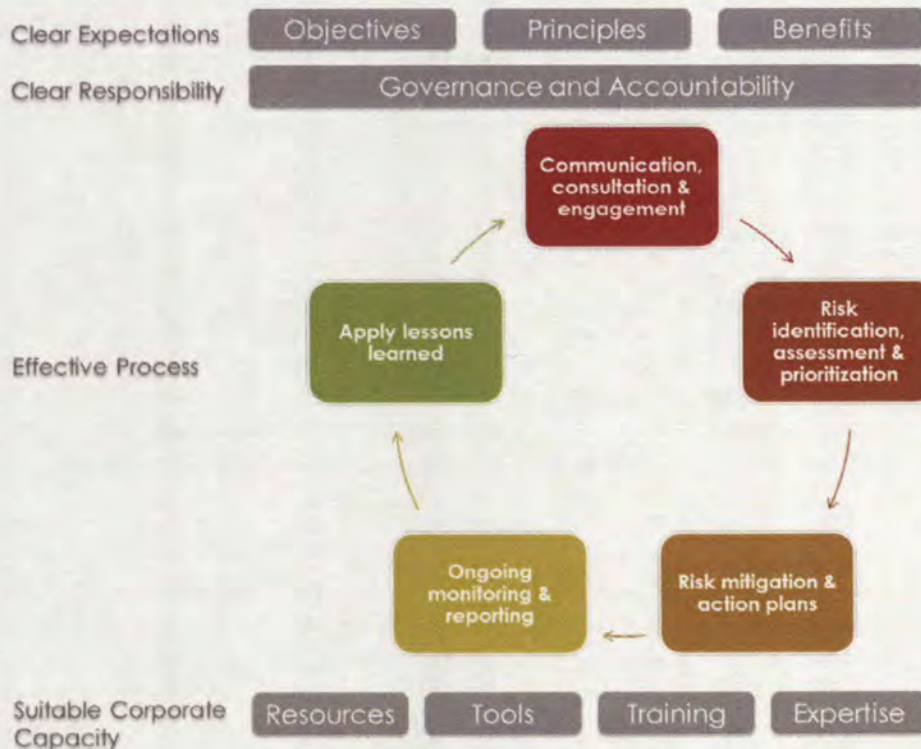 Clear Expectations
Objectives
Principles
Benefits
Clear Responsibility
Governance and Accountability
Communication,
consultation &
engagement
Risk
identification,
assessment &
prioritization
Apply lessons
learned
Effective Process
Ongoing
monitoring &
reporting
Risk mitigation &
action plans
Suitable Corporate
Capacity
Resources
Tools
Training
Expertise